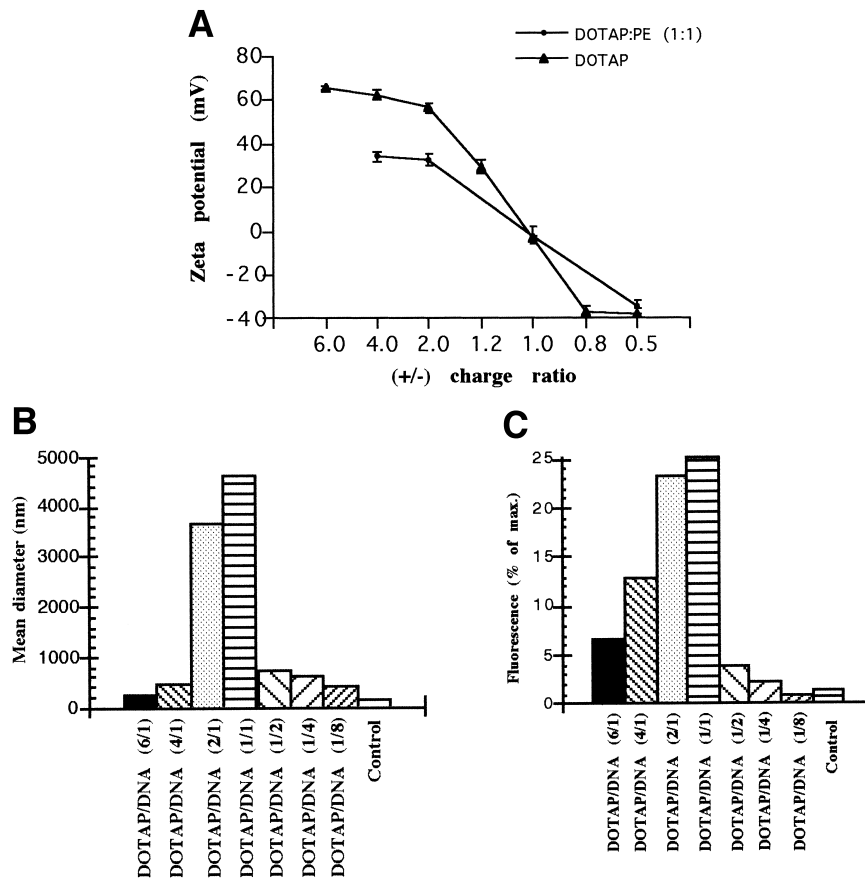 A
DOTAP:PE (1:1)
DOTAP
Zeta potential (mV)
80
60
40
20
0
-20
-40
6.0 4.0 2.0 1.2 1.0 0.8 0.5
(+/-) charge ratio
B
Mean diameter (nm)
5000
4000
3000
2000
1000
0
DOTAP/DNA (6/1)
DOTAP/DNA (4/1)
DOTAP/DNA (2/1)
DOTAP/DNA (1/1)
DOTAP/DNA (1/2)
DOTAP/DNA (1/4)
DOTAP/DNA (1/8)
Control
C
Fluorescence (% of max.)
25
20
15
10
5
0
DOTAP/DNA (6/1)
DOTAP/DNA (4/1)
DOTAP/DNA (2/1)
DOTAP/DNA (1/1)
DOTAP/DNA (1/2)
DOTAP/DNA (1/4)
DOTAP/DNA (1/8)
Control